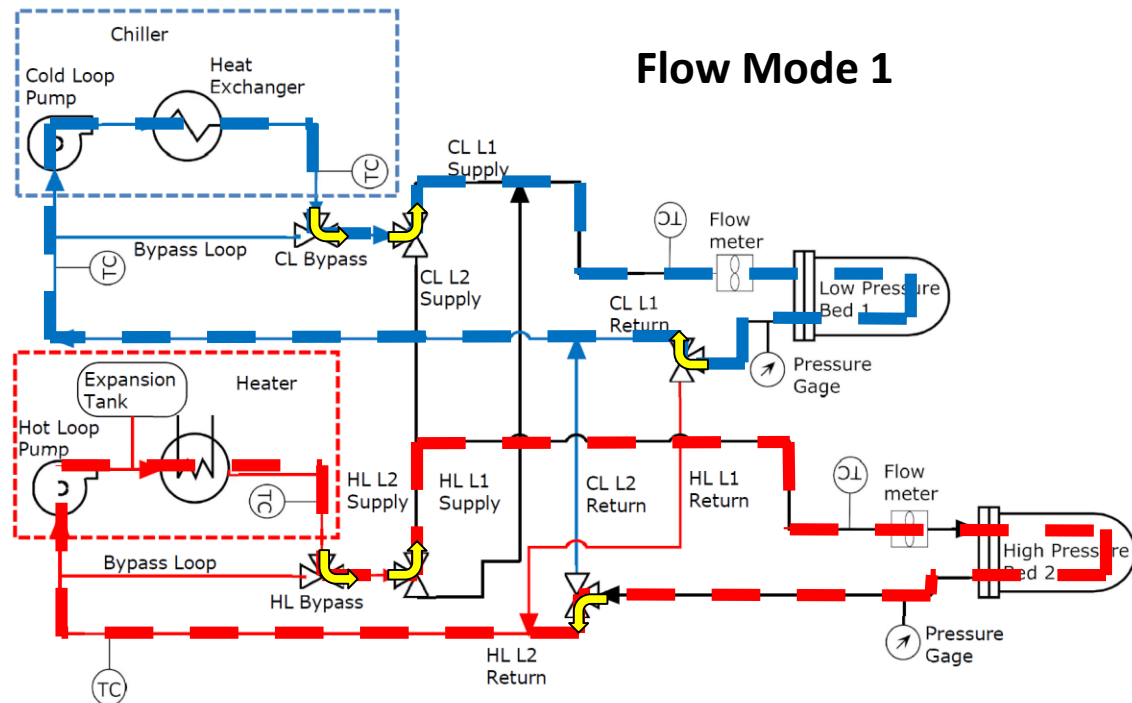 Flow Mode 1
Chiller
Cold Loop
Pump
Heat
Exchanger
TC
CL L1
Supply
TC
Flow
meter
Bypass Loop
CL Bypass
TC
CL L2
Supply
Low Pressure
Bed 1
CL L1
Return
Pressure
Gage
Expansion
Tank
Heater
Hot Loop
Pump
TC
HL L2
Supply
HL L1
Supply
CL L2
Return
HL L1
Return
TC
Flow
meter
Bypass Loop
HL Bypass
High Pressure
Bed 2
HL L2
Return
Pressure
Gage
TC